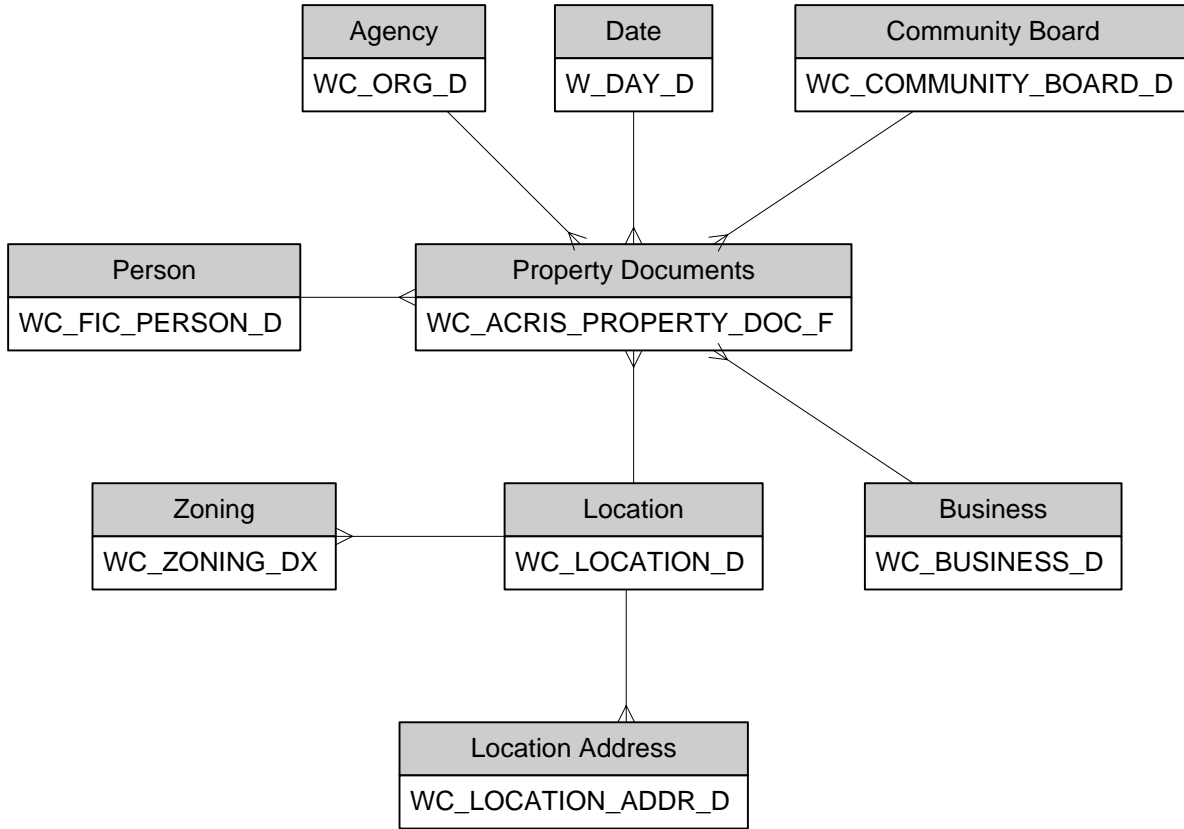 Agency
WC_ORG_D
Date
W_DAY_D
Community Board
WC_COMMUNITY_BOARD_D
Person
WC_FIC_PERSON_D
Property Documents
WC_ACRIS_PROPERTY_DOC_F
Zoning
WC_ZONING_DX
Location
WC_LOCATION_D
Business
WC_BUSINESS_D
Location Address
WC_LOCATION_ADDR_D